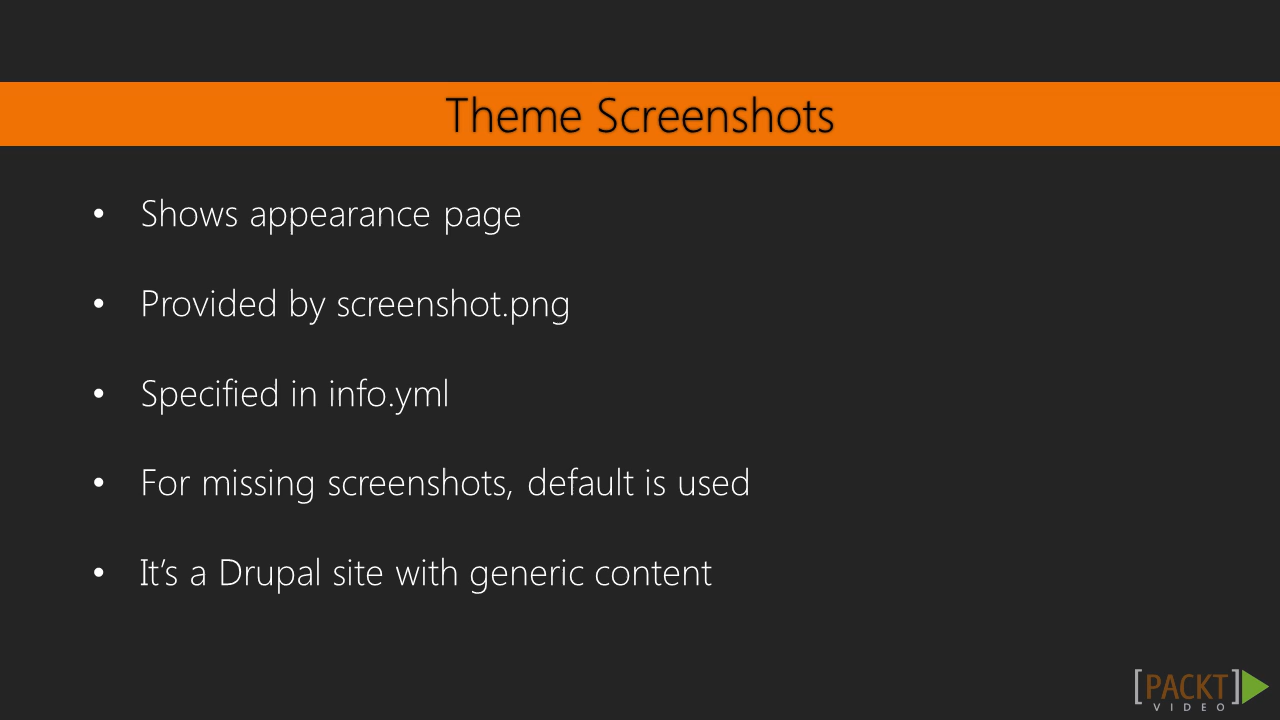 Theme Screenshots
• Shows appearance page
• Provided by screenshot.png
• Specified in info.yml
• For missing screenshots, default is used
• It’s a Drupal site with generic content
[PACKT]
VIDEO